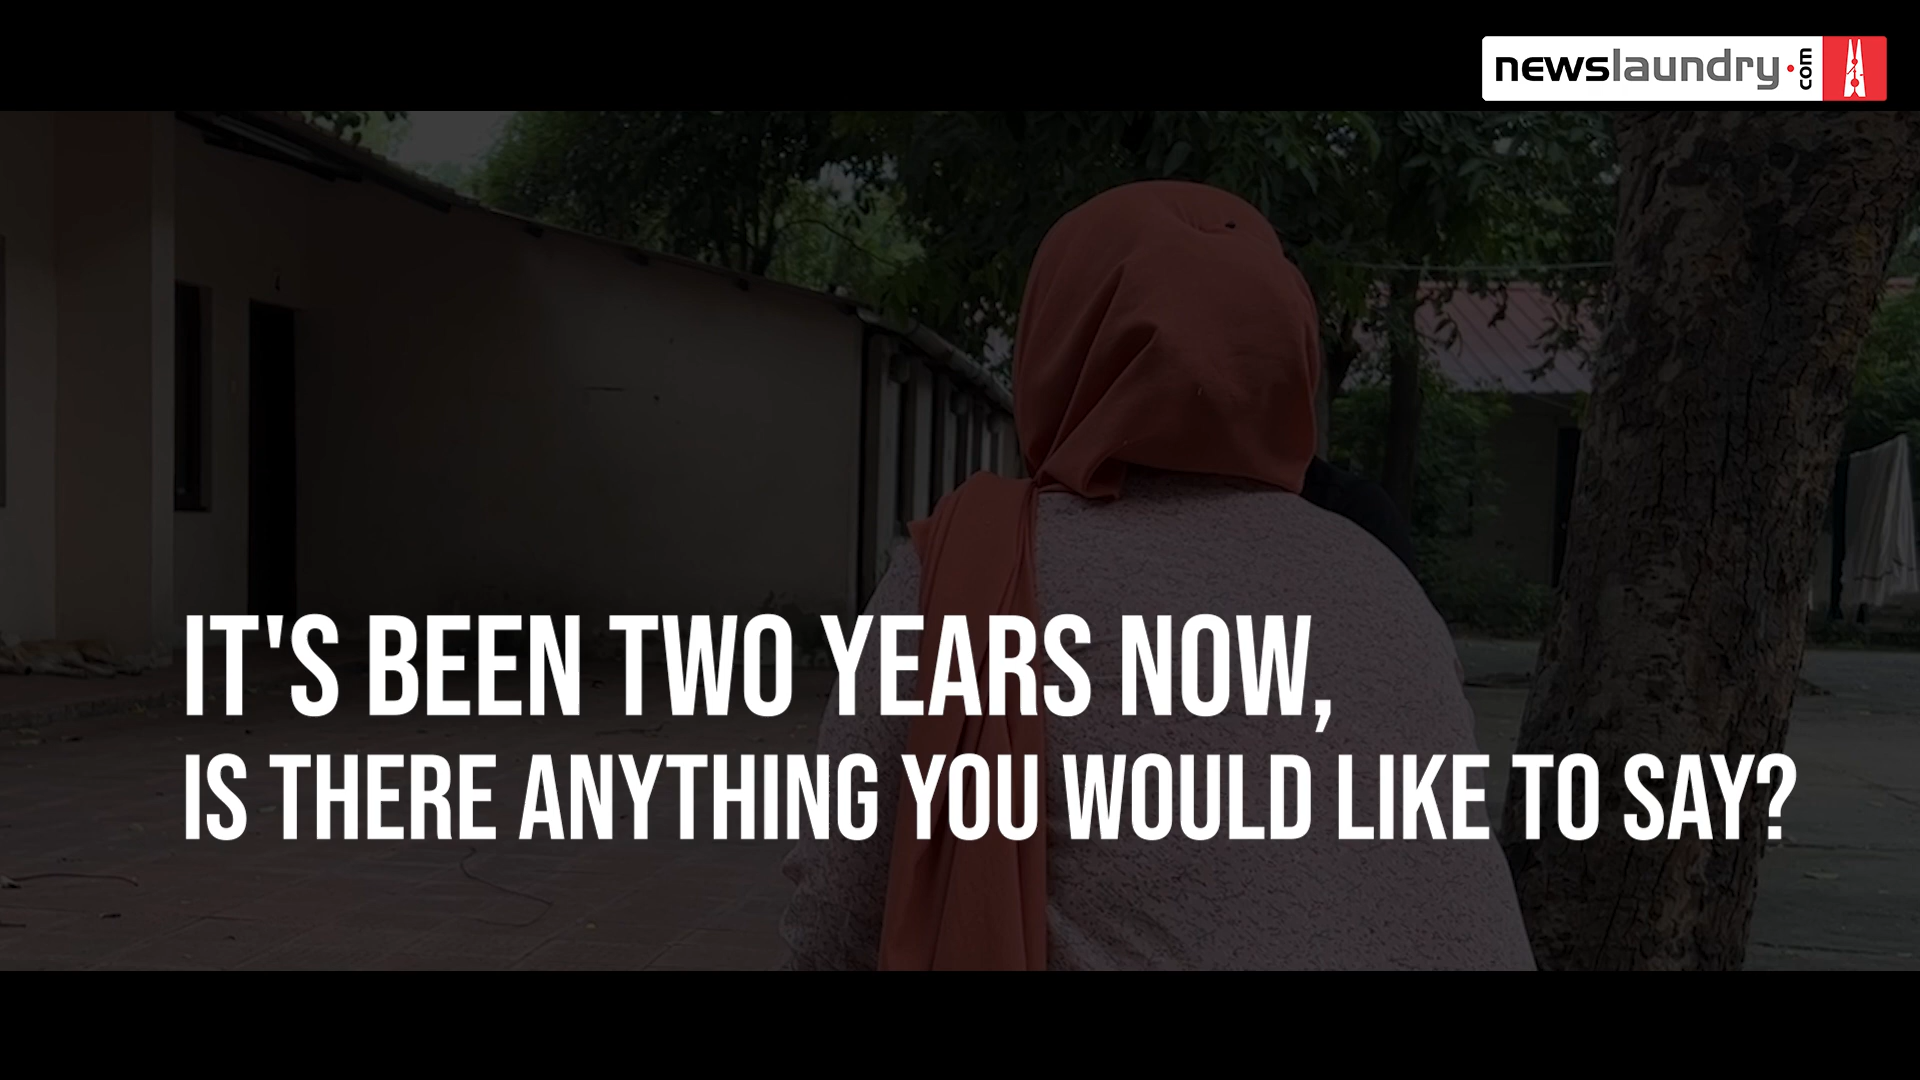 newslaundry.com
IT'S BEEN TWO YEARS NOW,
IS THERE ANYTHING YOU WOULD LIKE TO SAY?